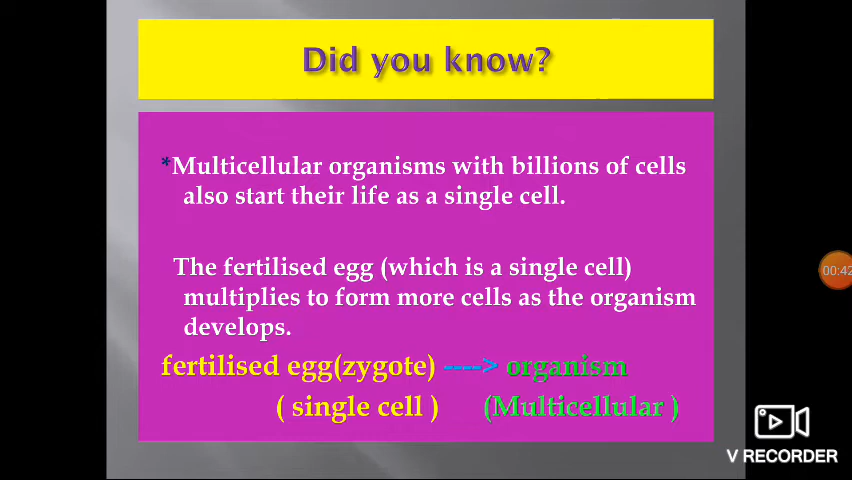 Did you know?
*Multicellular organisms with billions of cells
also start their life as a single cell.
The fertilised egg (which is a single cell)
multiplies to form more cells as the organism
develops.
fertilised egg(zygote) ----> organism
( single cell ) (Multicellular )
00:42
V RECORDER